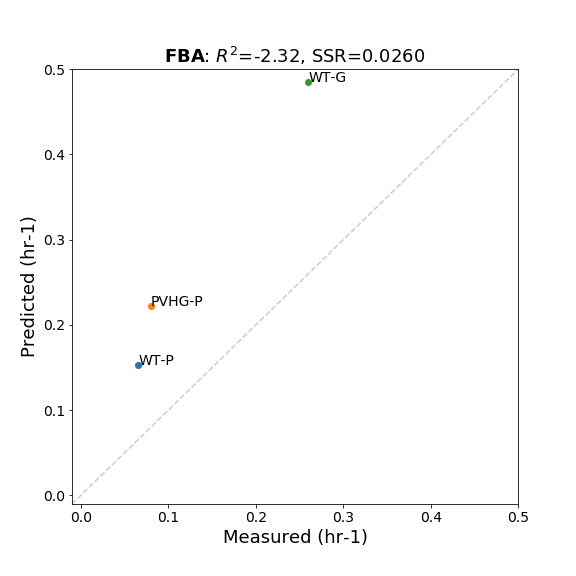 FBA: R²=-2.32, SSR=0.0260
0.5
WT-G
0.4
0.3
PVHG-P
0.2
WT-P
0.1
0.0
Predicted (hr-1)
0.0 0.1 0.2 0.3 0.4 0.5
Measured (hr-1)